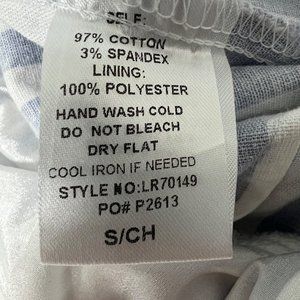 SELF:
97% COTTON
3% SPANDEX
LINING:
100% POLYESTER
HAND WASH COLD
DO NOT BLEACH
DRY FLAT
COOL IRON IF NEEDED
STYLE NO:LR70149
PO# P2613
S/CH